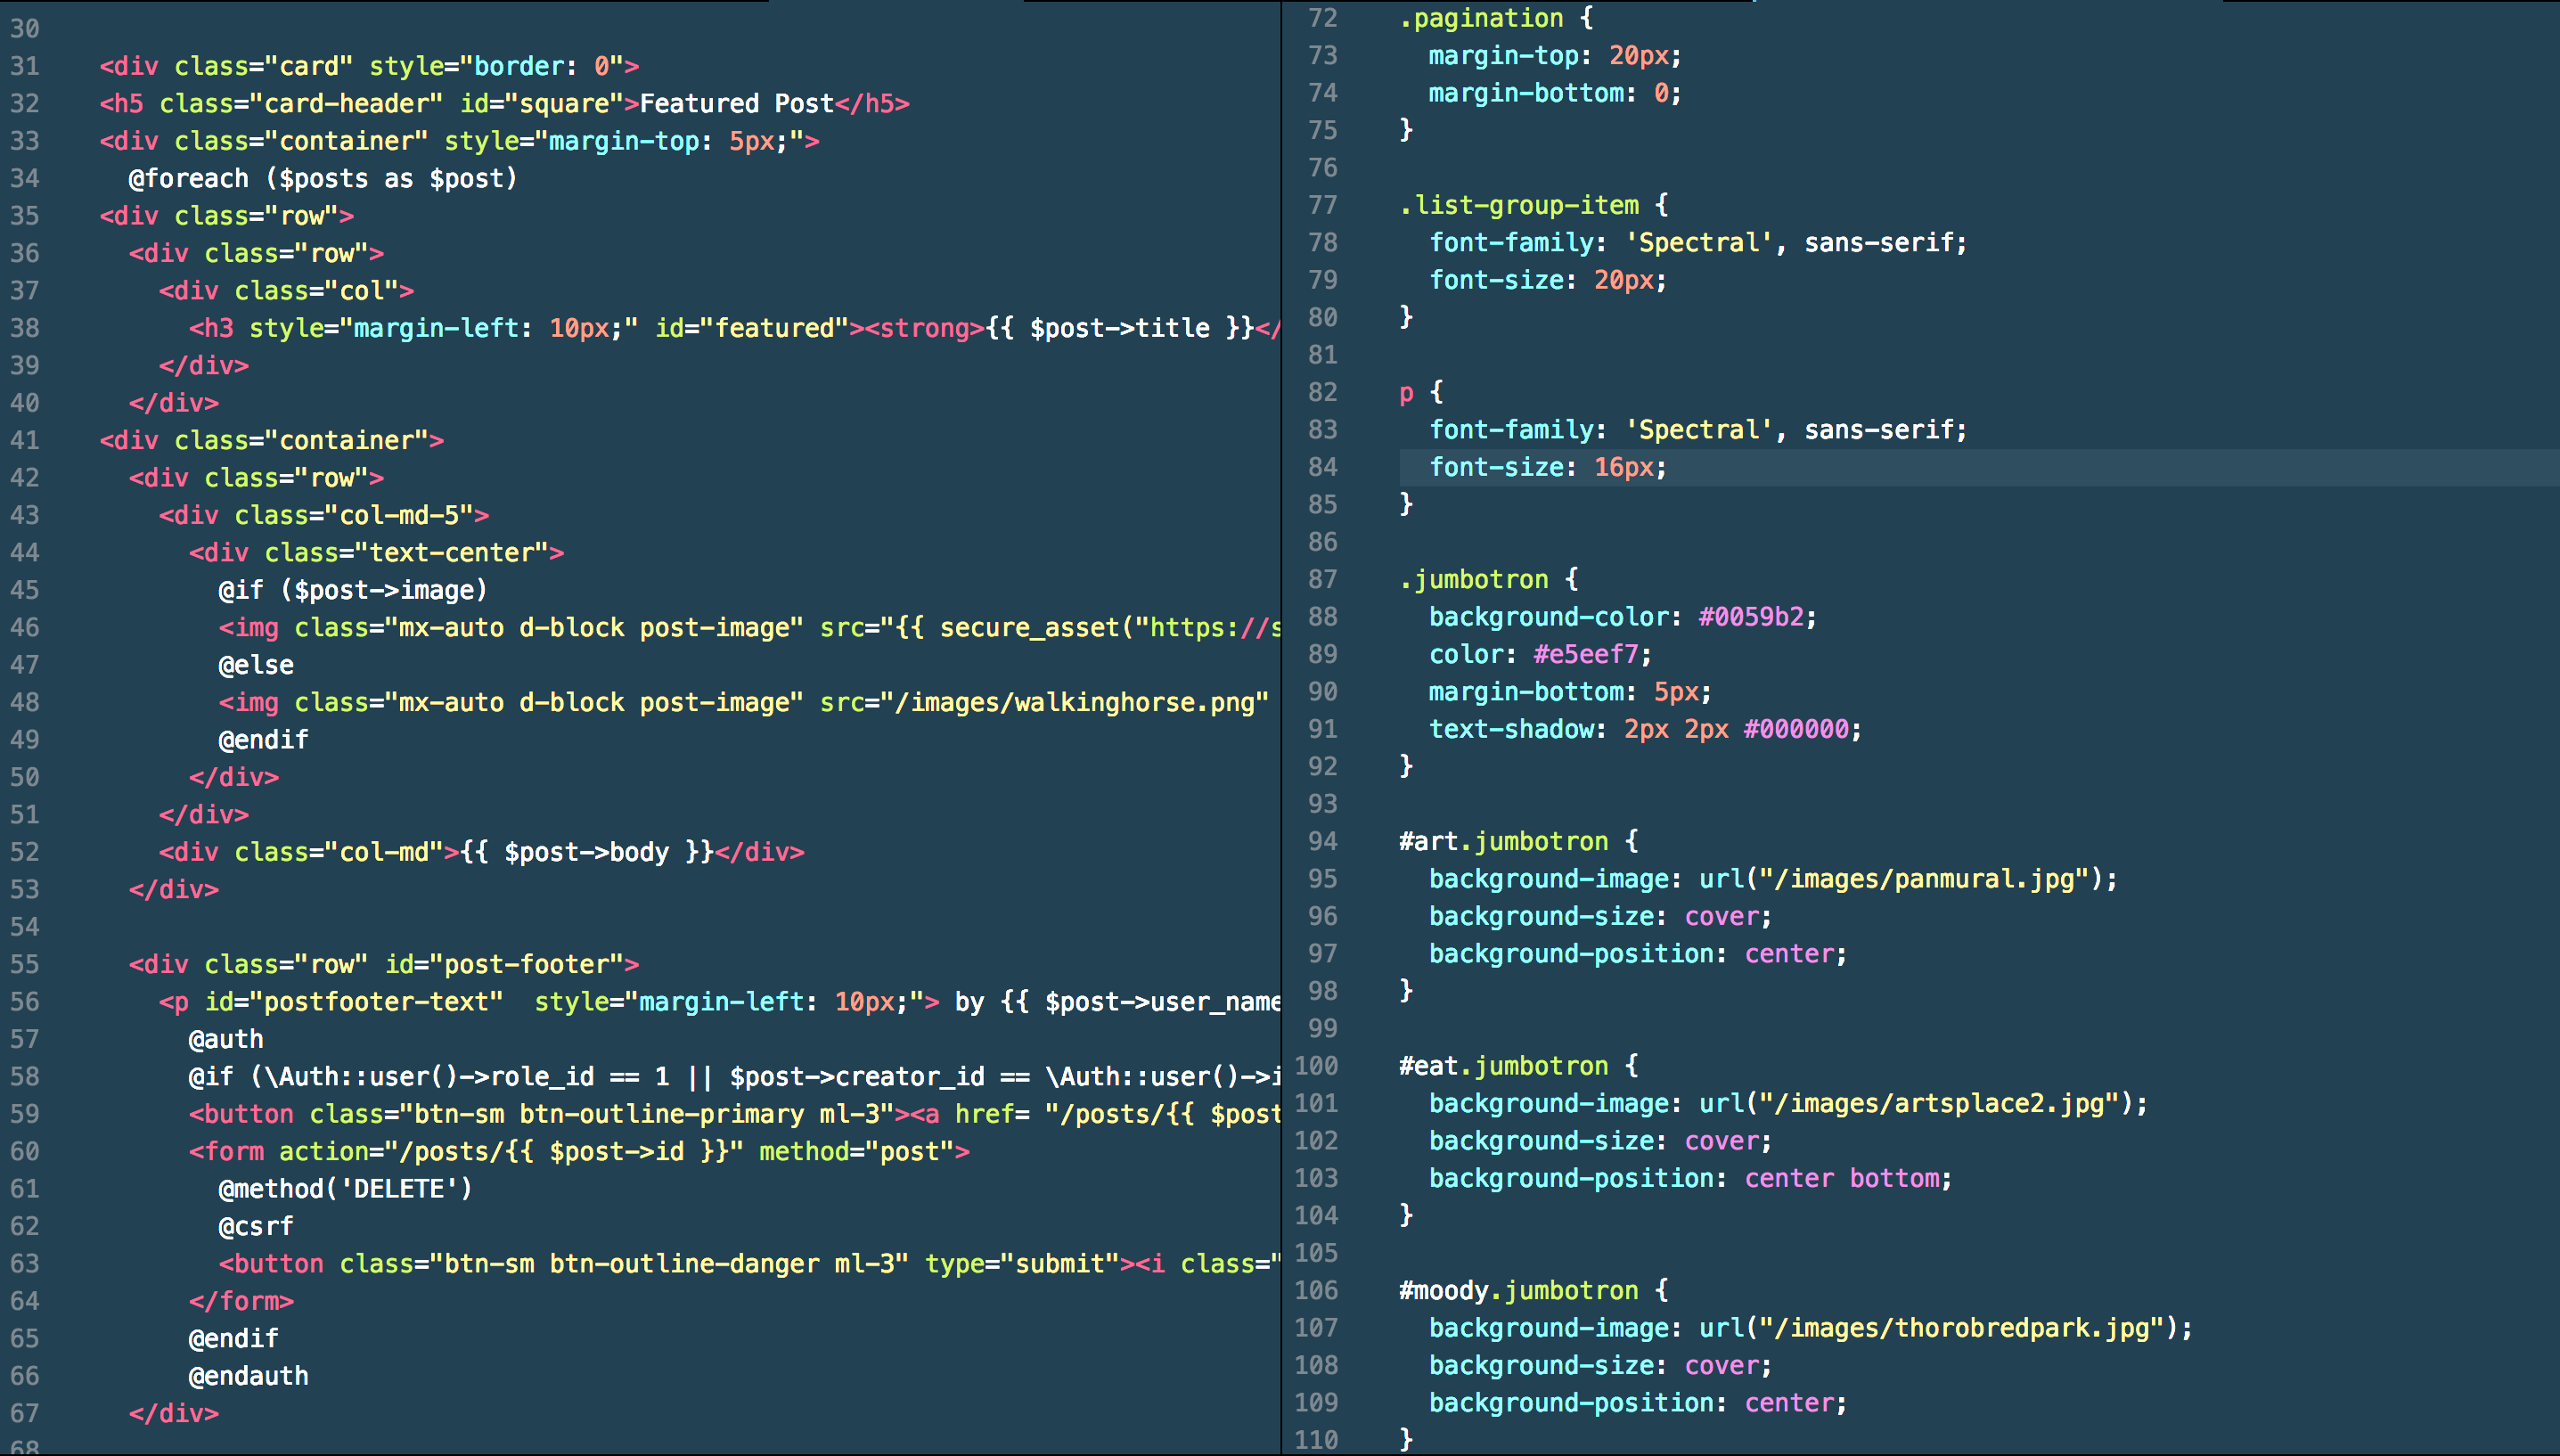 30
31 <div class="card" style="border: 0">
32 <h5 class="card-header" id="square">Featured Post</h5>
33 <div class="container" style="margin-top: 5px;">
34 @foreach ($posts as $post)
35 <div class="row">
36 <div class="row">
37 <div class="col">
38 <h3 style="margin-left: 10px;" id="featured"><strong>{{ $post->title }}</
39 </div>
40 </div>
41 <div class="container">
42 <div class="row">
43 <div class="col-md-5">
44 <div class="text-center">
45 @if ($post->image)
46 <img class="mx-auto d-block post-image" src="{{ secure_asset("https://s
47 @else
48 <img class="mx-auto d-block post-image" src="/images/walkinghorse.png"
49 @endif
50 </div>
51 </div>
52 <div class="col-md">{{ $post->body }}</div>
53 </div>
54
55 <div class="row" id="post-footer">
56 <p id="postfooter-text"  style="margin-left: 10px;"> by {{ $post->user_name
57 @auth
58 @if (\Auth::user()->role_id == 1 || $post->creator_id == \Auth::user()->i
59 <button class="btn-sm btn-outline-primary ml-3"><a href= "/posts/{{ $post
60 <form action="/posts/{{ $post->id }}" method="post">
61 @method('DELETE')
62 @csrf
63 <button class="btn-sm btn-outline-danger ml-3" type="submit"><i class="
64 </form>
65 @endif
66 @endauth
67 </div>
68
72 .pagination {
73 margin-top: 20px;
74 margin-bottom: 0;
75 }
76
77 .list-group-item {
78 font-family: 'Spectral', sans-serif;
79 font-size: 20px;
80 }
81
82 p {
83 font-family: 'Spectral', sans-serif;
84 font-size: 16px;
85 }
86
87 .jumbotron {
88 background-color: #0059b2;
89 color: #e5eef7;
90 margin-bottom: 5px;
91 text-shadow: 2px 2px #000000;
92 }
93
94 #art.jumbotron {
95 background-image: url("/images/panmural.jpg");
96 background-size: cover;
97 background-position: center;
98 }
99
100 #eat.jumbotron {
101 background-image: url("/images/artsplace2.jpg");
102 background-size: cover;
103 background-position: center bottom;
104 }
105
106 #moody.jumbotron {
107 background-image: url("/images/thorobredpark.jpg");
108 background-size: cover;
109 background-position: center;
110 }